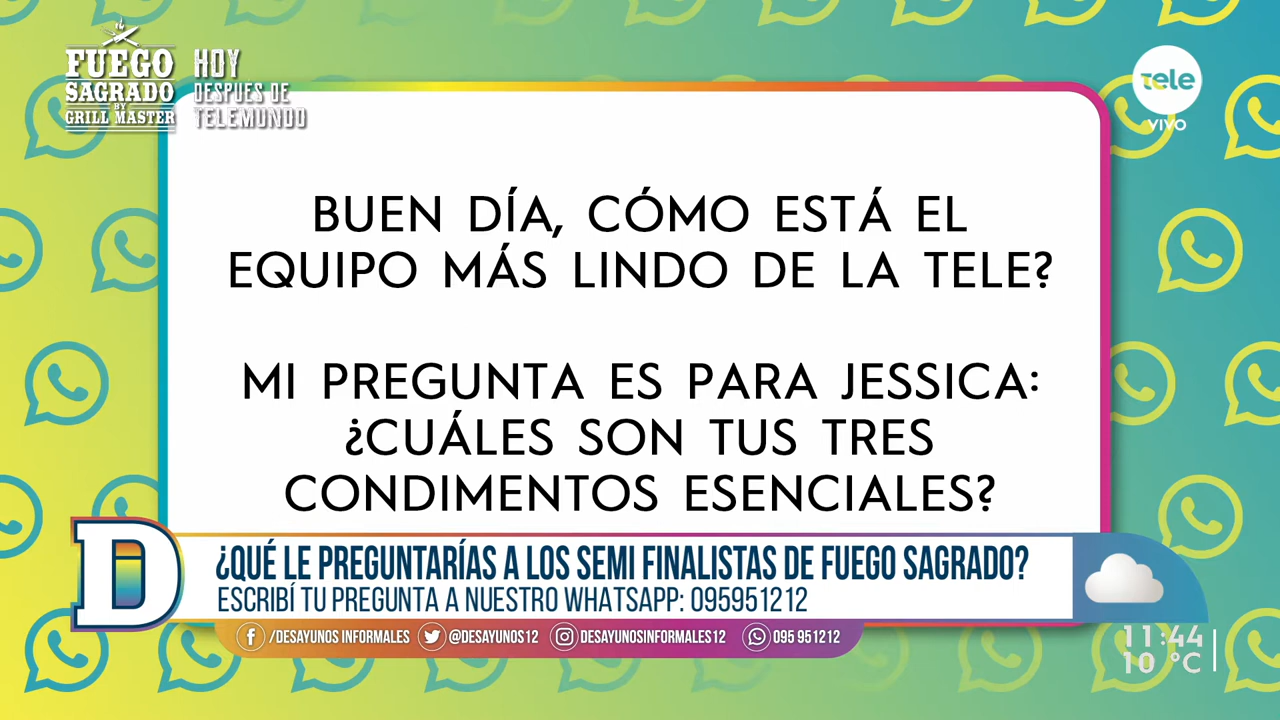 FUEGO
SAGRADO
BY
GRILL MASTER
HOY
DESPUÉS DE
TELEMUNDO
tele
VIVO
BUEN DÍA, CÓMO ESTÁ EL
EQUIPO MÁS LINDO DE LA TELE?
MI PREGUNTA ES PARA JESSICA:
¿CUÁLES SON TUS TRES
CONDIMENTOS ESENCIALES?
D
¿QUÉ LE PREGUNTARÍAS A LOS SEMI FINALISTAS DE FUEGO SAGRADO?
ESCRIBÍ TU PREGUNTA A NUESTRO WHATSAPP: 095951212
/DESAYUNOS INFORMALES @DESAYUNOS12 DESAYUNOSINFORMALES12 095 951212
11:44
10 °C